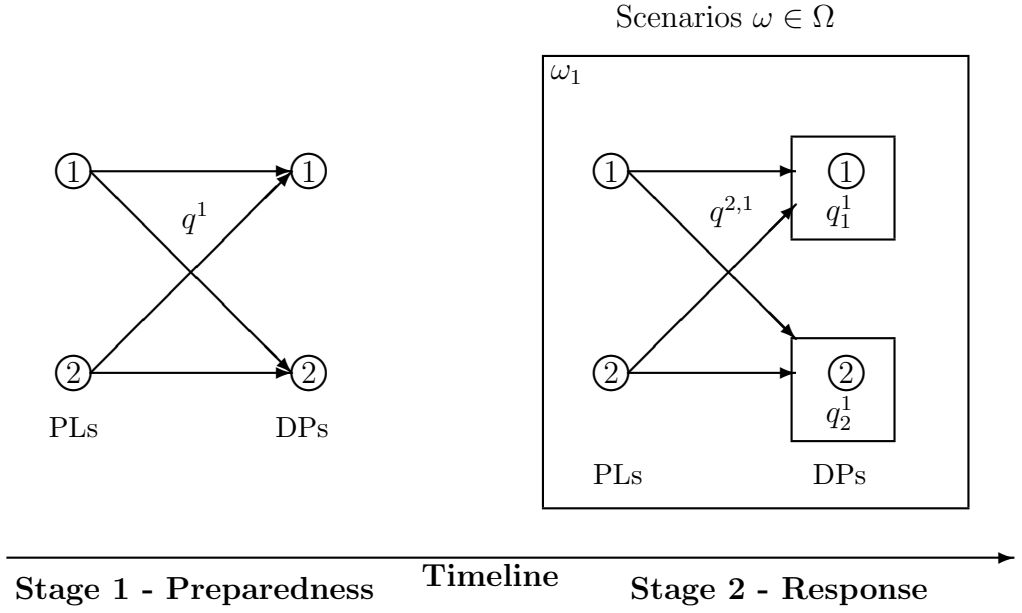 Scenarios ω ∈ Ω
ω₁
1
1
q¹
2
2
PLs
DPs
1
1
q₁¹
q²,¹
2
2
q₂¹
PLs
DPs
Timeline
Stage 1 - Preparedness
Stage 2 - Response